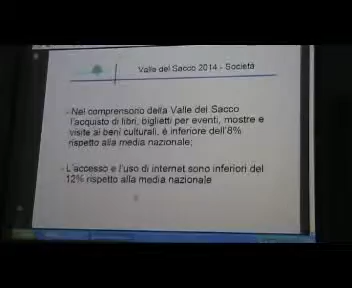 Valle del Sacco 2014 - Società
- Nel comprensorio della Valle del Sacco
l'acquisto di libri, biglietti per eventi, mostre e
visite ai beni culturali, è inferiore dell'8%
rispetto alla media nazionale;
- L'accesso e l'uso di internet sono inferiori del
12% rispetto alla media nazionale